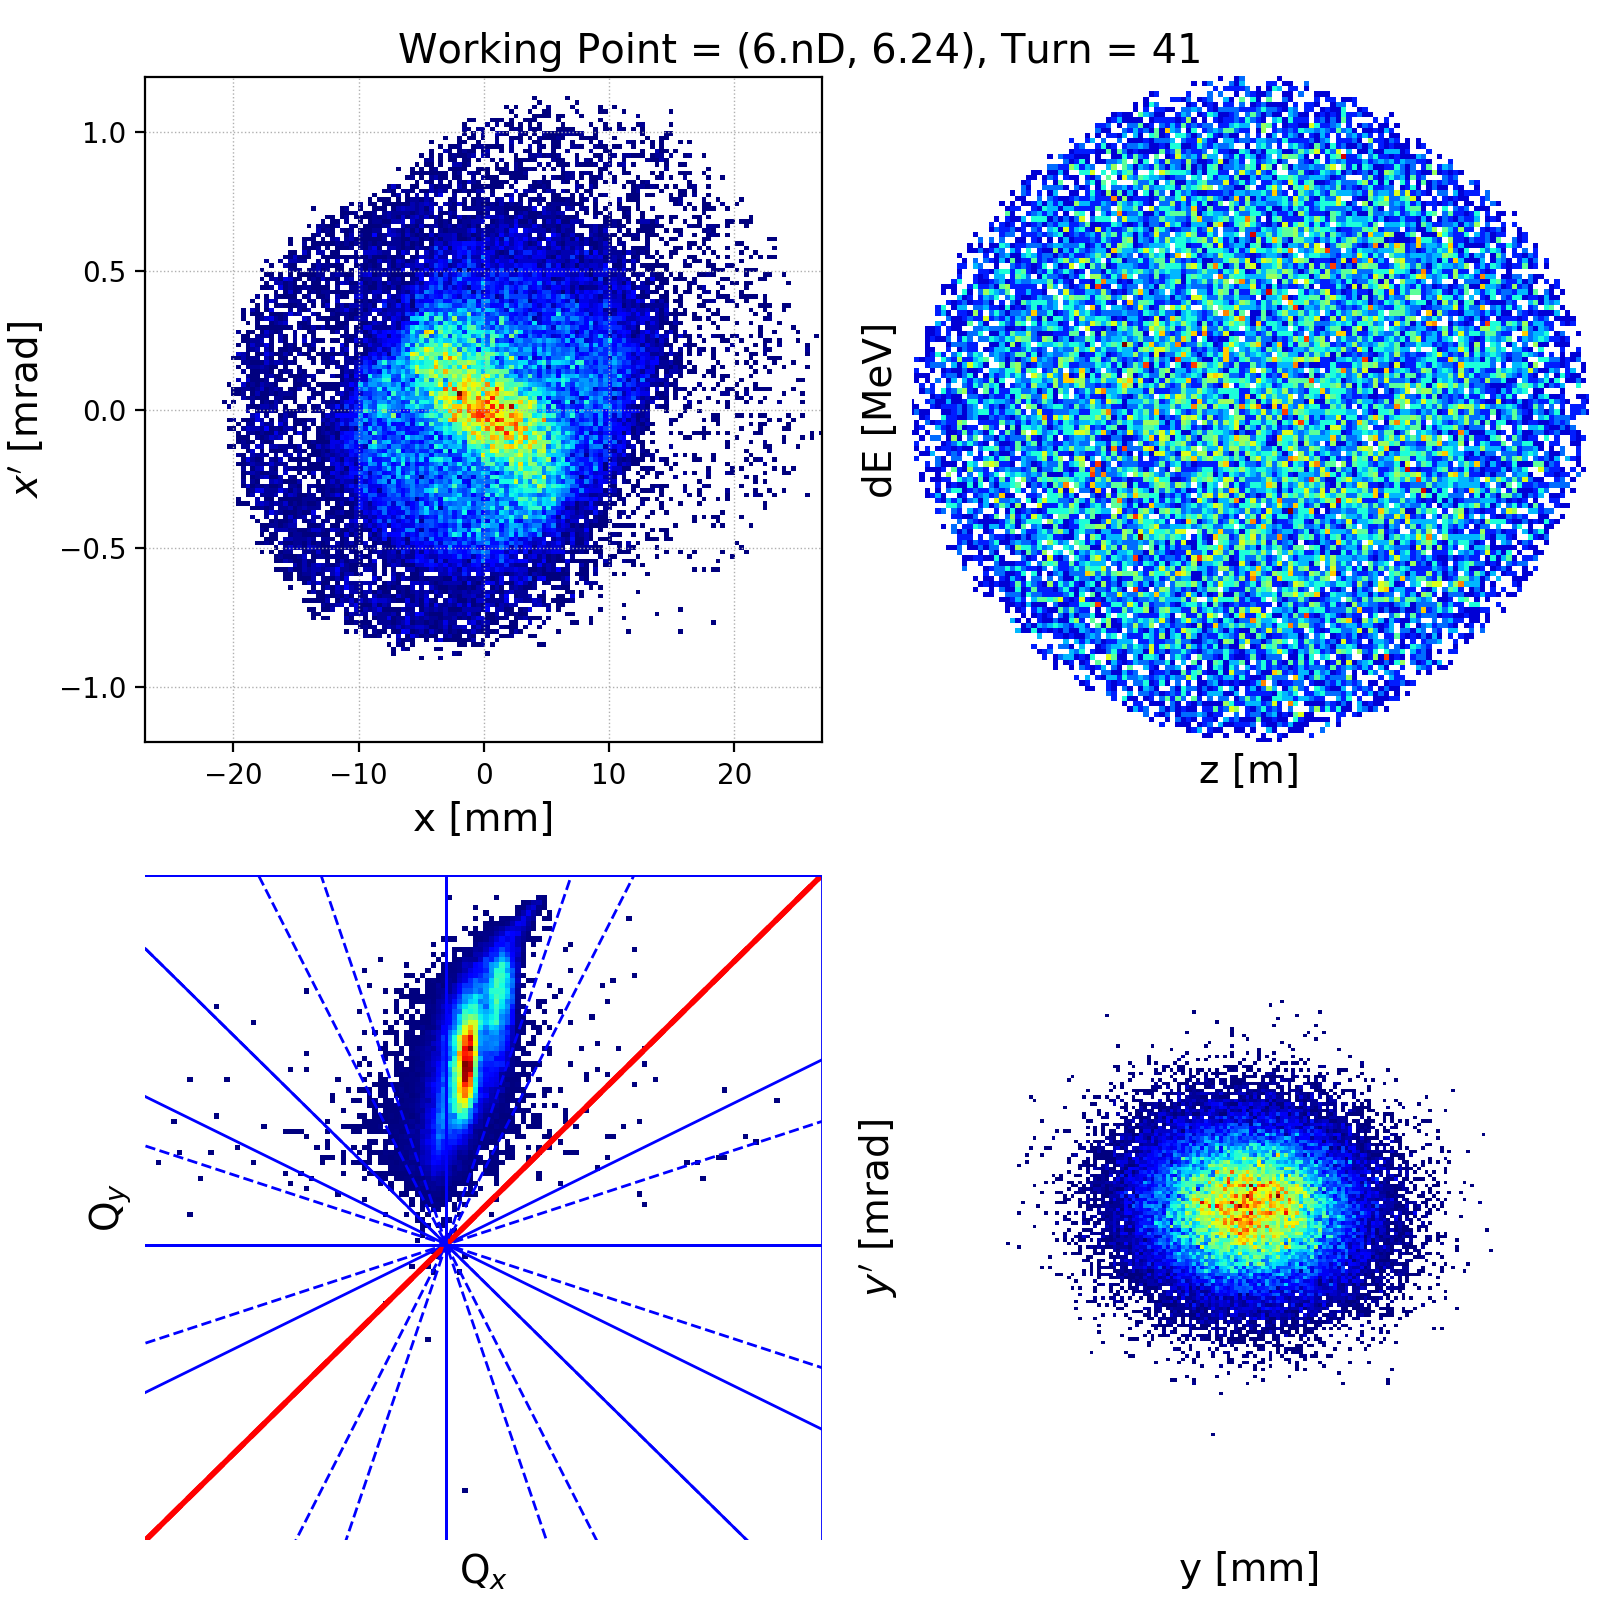 Working Point = (6.nD, 6.24), Turn = 41
1.0
0.5
0.0
−0.5
−1.0
x′ [mrad]
−20 −10 0 10 20
x [mm]
dE [MeV]
z [m]
Qy
Qx
y′ [mrad]
y [mm]